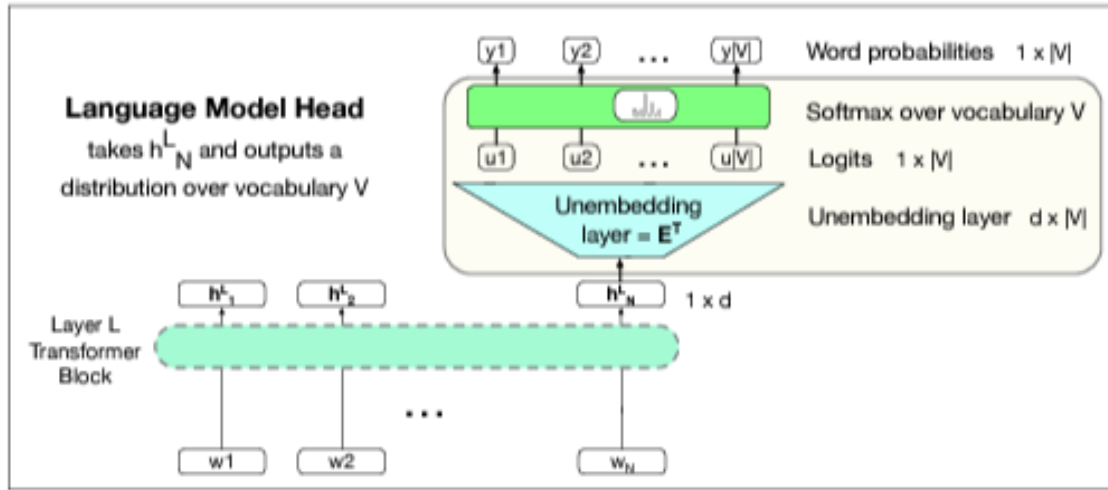 y1 y2 ... y|V| Word probabilities 1 x |V|
Language Model Head
takes h^L_N and outputs a
distribution over vocabulary V
Softmax over vocabulary V
u1 u2 ... u|V| Logits 1 x |V|
Unembedding
layer = E^T
Unembedding layer d x |V|
h^L_1 h^L_2 h^L_N 1 x d
Layer L
Transformer
Block
...
w1 w2 w_N